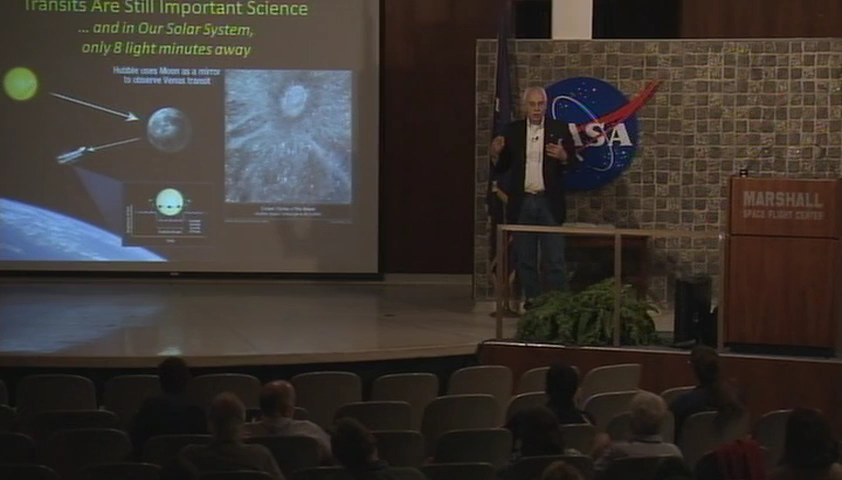 Transits Are Still Important Science
... and in Our Solar System,
only 8 light minutes away
Hubble uses Moon as a mirror
to observe Venus transit
NASA
MARSHALL
SPACE FLIGHT CENTER